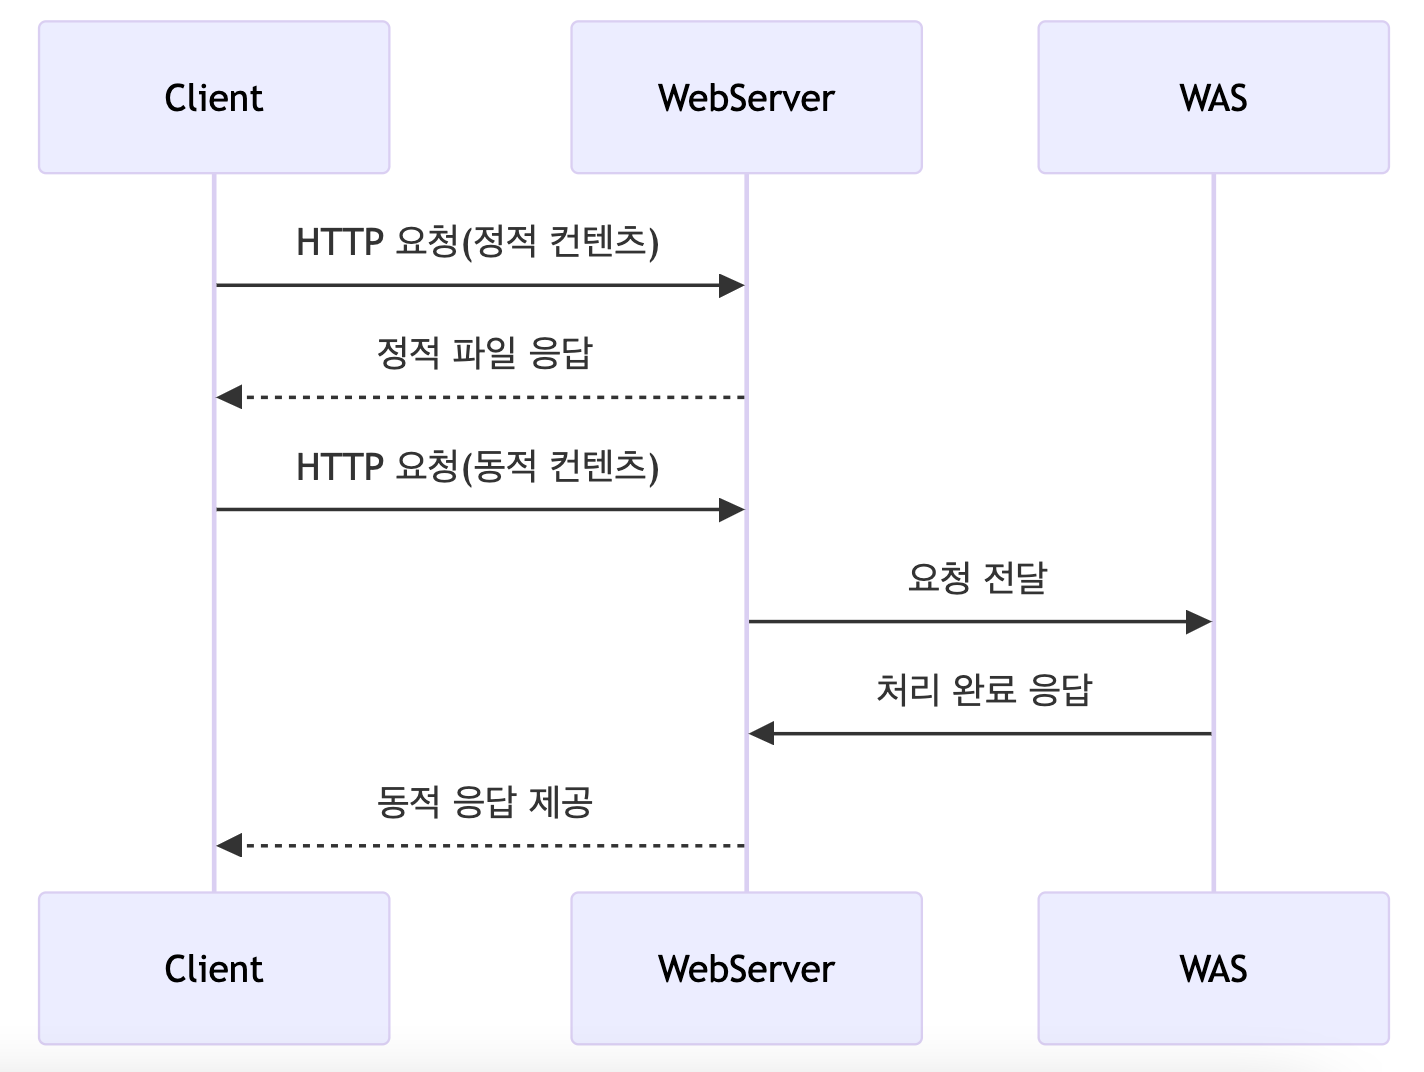 Client
WebServer
WAS
HTTP 요청(정적 컨텐츠)
정적 파일 응답
HTTP 요청(동적 컨텐츠)
요청 전달
처리 완료 응답
동적 응답 제공
Client
WebServer
WAS